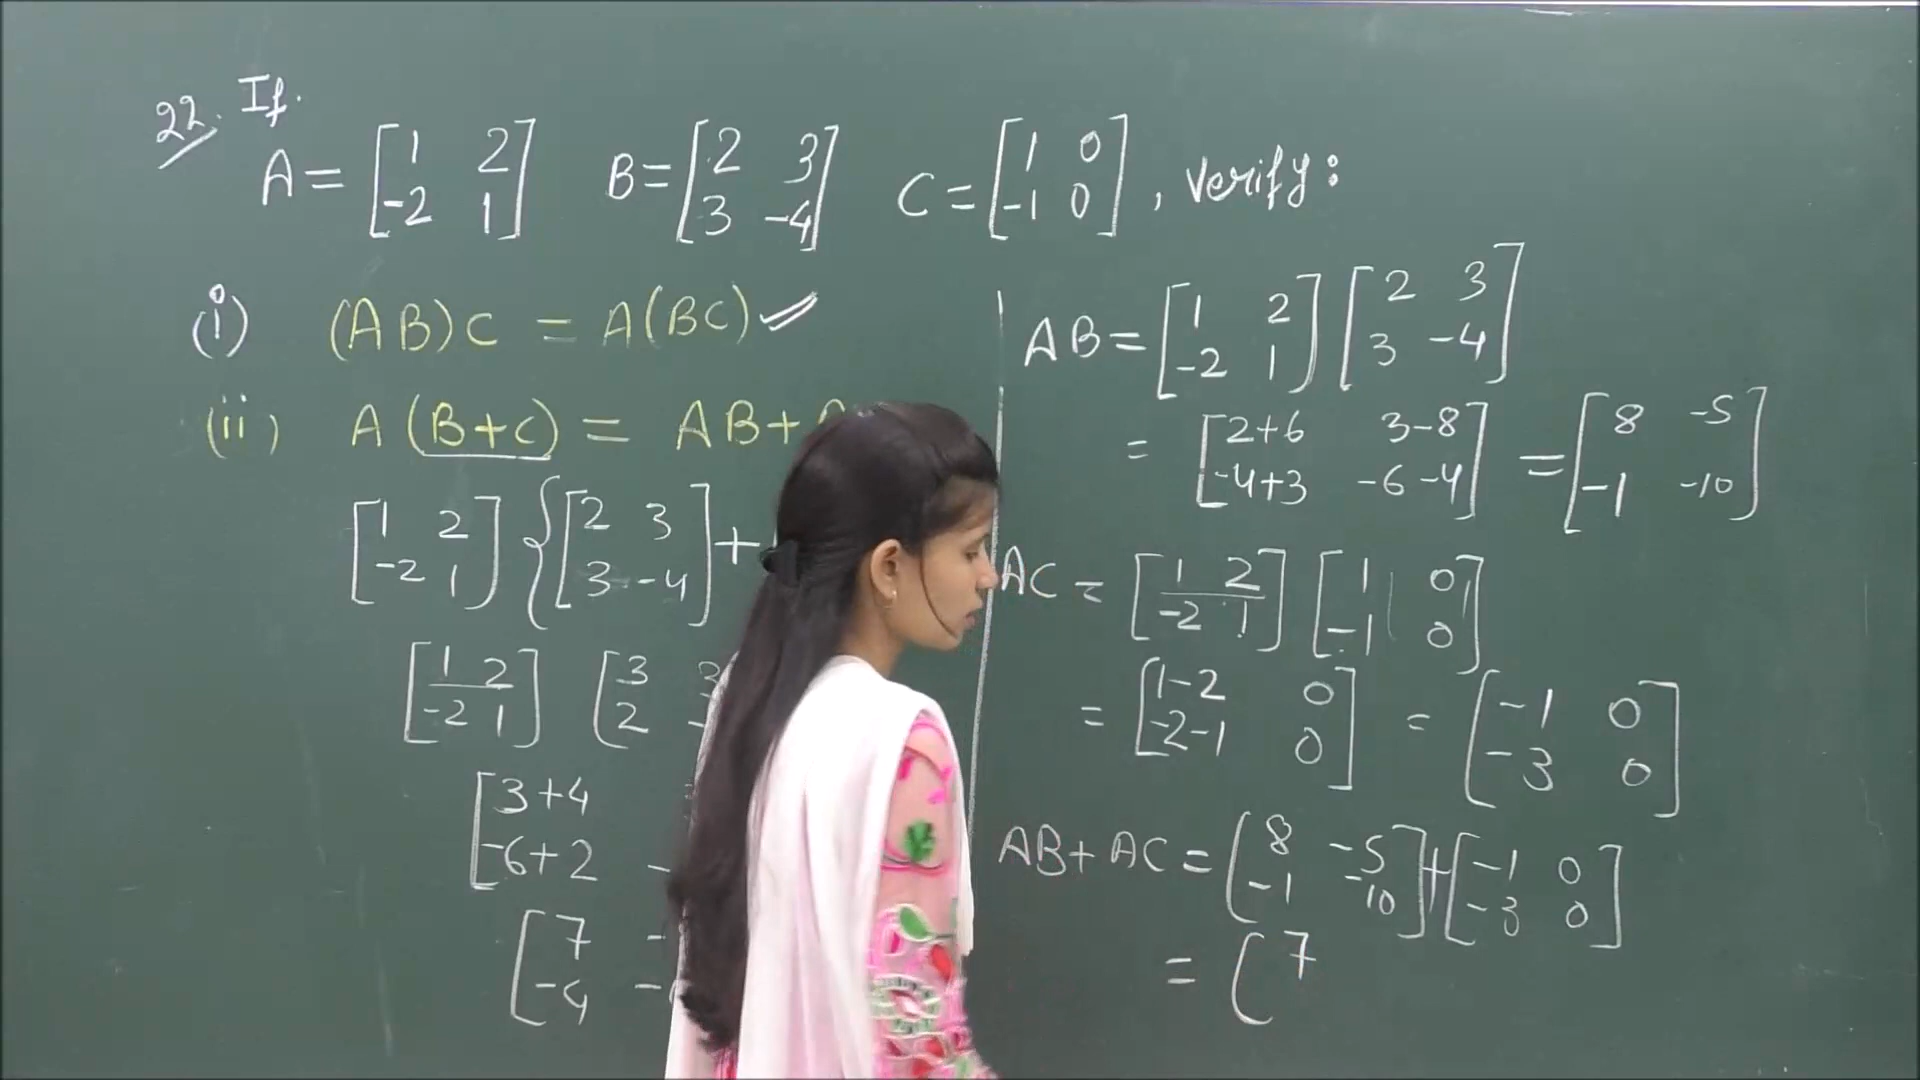 22. If.
A = [1 2] B = [2 3] C = [1 0] , verify:
[-2 1] [3 -4] [-1 0]
(i) (AB)C = A(BC)
(ii) A(B+C) = AB+
[1 2] { [2 3] +
[-2 1] [3 -4]
[1 2] [3 3
[-2 1] [2 -
[3+4
[-6+2 -
[7 -
[-4 -
AB = [1 2] [2 3]
[-2 1] [3 -4]
= [2+6 3-8] = [8 -5]
[-4+3 -6-4] [-1 -10]
AC = [1 2] [1 0]
[-2 1] [-1 0]
= [1-2 0] = [-1 0]
[-2-1 0] [-3 0]
AB+AC = [8 -5] + [-1 0]
[-1 -10] [-3 0]
= [7